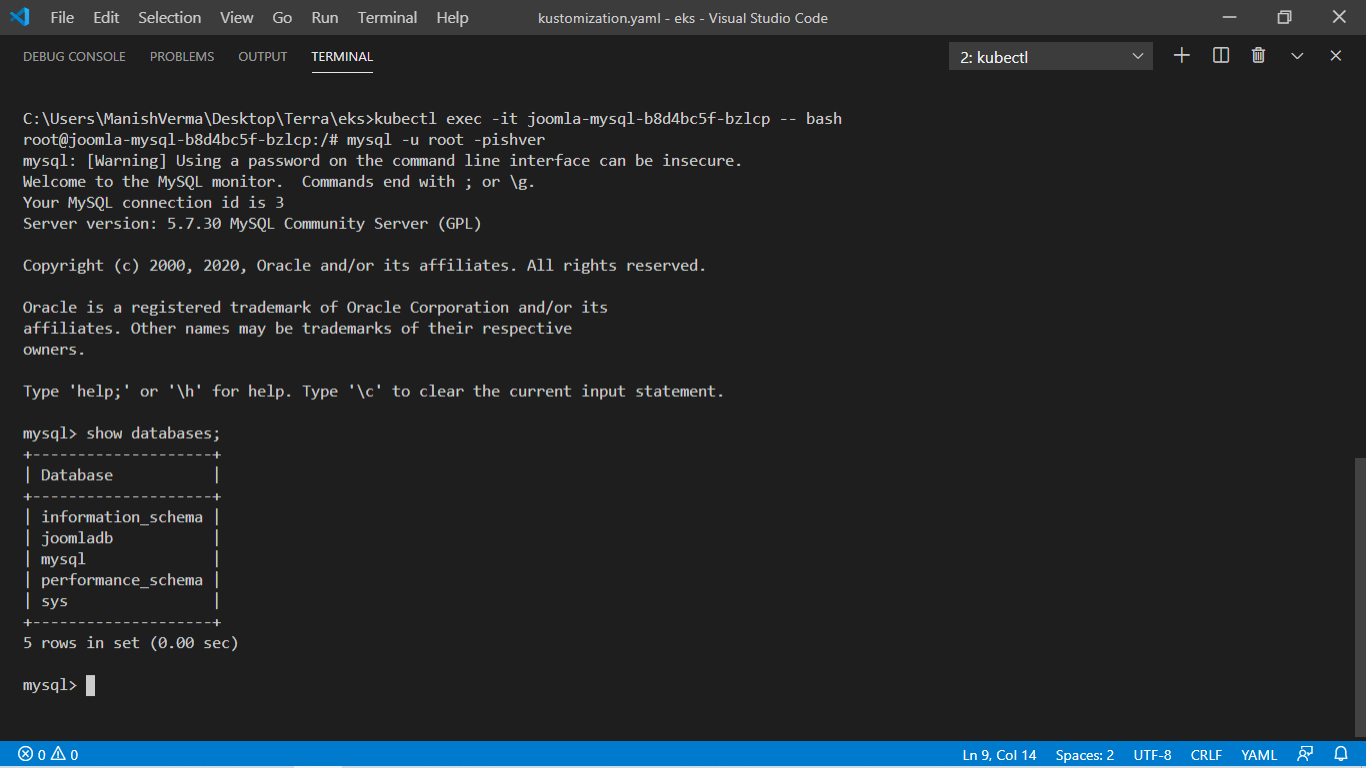 File Edit Selection View Go Run Terminal Help kustomization.yaml - eks - Visual Studio Code
DEBUG CONSOLE PROBLEMS OUTPUT TERMINAL 2: kubectl
C:\Users\ManishVerma\Desktop\Terra\eks>kubectl exec -it joomla-mysql-b8d4bc5f-bzlcp -- bash
root@joomla-mysql-b8d4bc5f-bzlcp:/# mysql -u root -pishver
mysql: [Warning] Using a password on the command line interface can be insecure.
Welcome to the MySQL monitor.  Commands end with ; or \g.
Your MySQL connection id is 3
Server version: 5.7.30 MySQL Community Server (GPL)
Copyright (c) 2000, 2020, Oracle and/or its affiliates. All rights reserved.
Oracle is a registered trademark of Oracle Corporation and/or its
affiliates. Other names may be trademarks of their respective
owners.
Type 'help;' or '\h' for help. Type '\c' to clear the current input statement.
mysql> show databases;
+--------------------+
| Database           |
+--------------------+
| information_schema |
| joomladb           |
| mysql              |
| performance_schema |
| sys                |
+--------------------+
5 rows in set (0.00 sec)
mysql>
0 0 Ln 9, Col 14 Spaces: 2 UTF-8 CRLF YAML